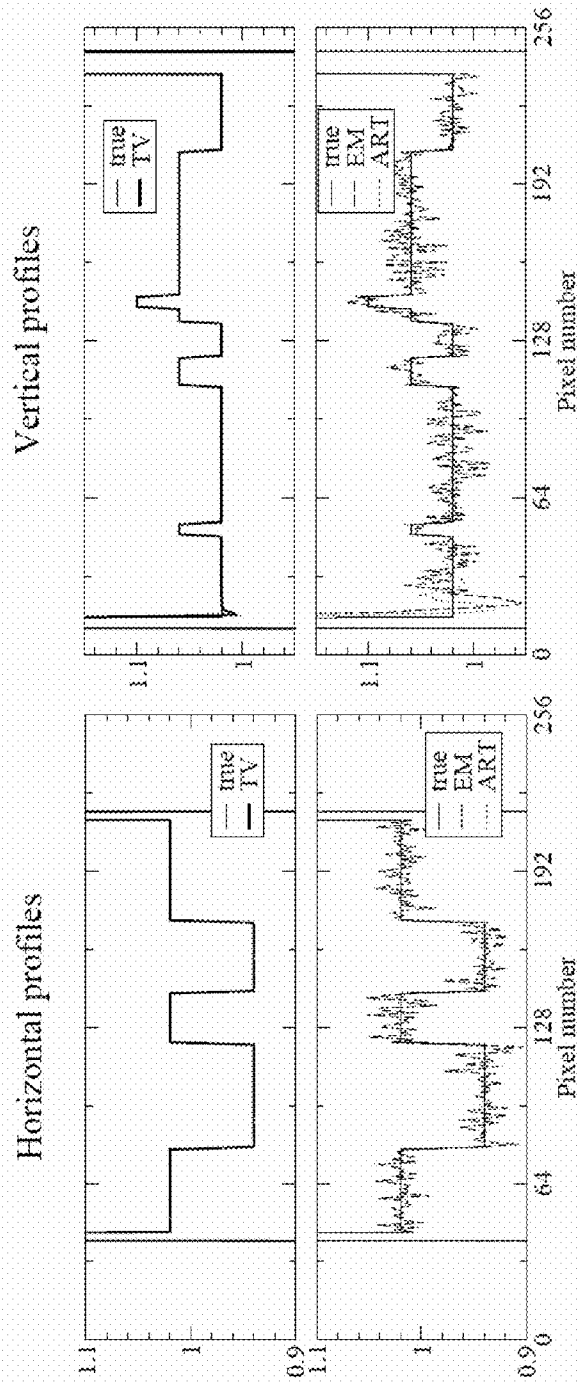 Horizontal profiles
1.1
1
0.9
true
TV
1.1
1
0.9
true
EM
ART
0
64
128
192
256
Pixel number
Vertical profiles
1.1
1
true
TV
1.1
1
true
EM
ART
0
64
128
192
256
Pixel number